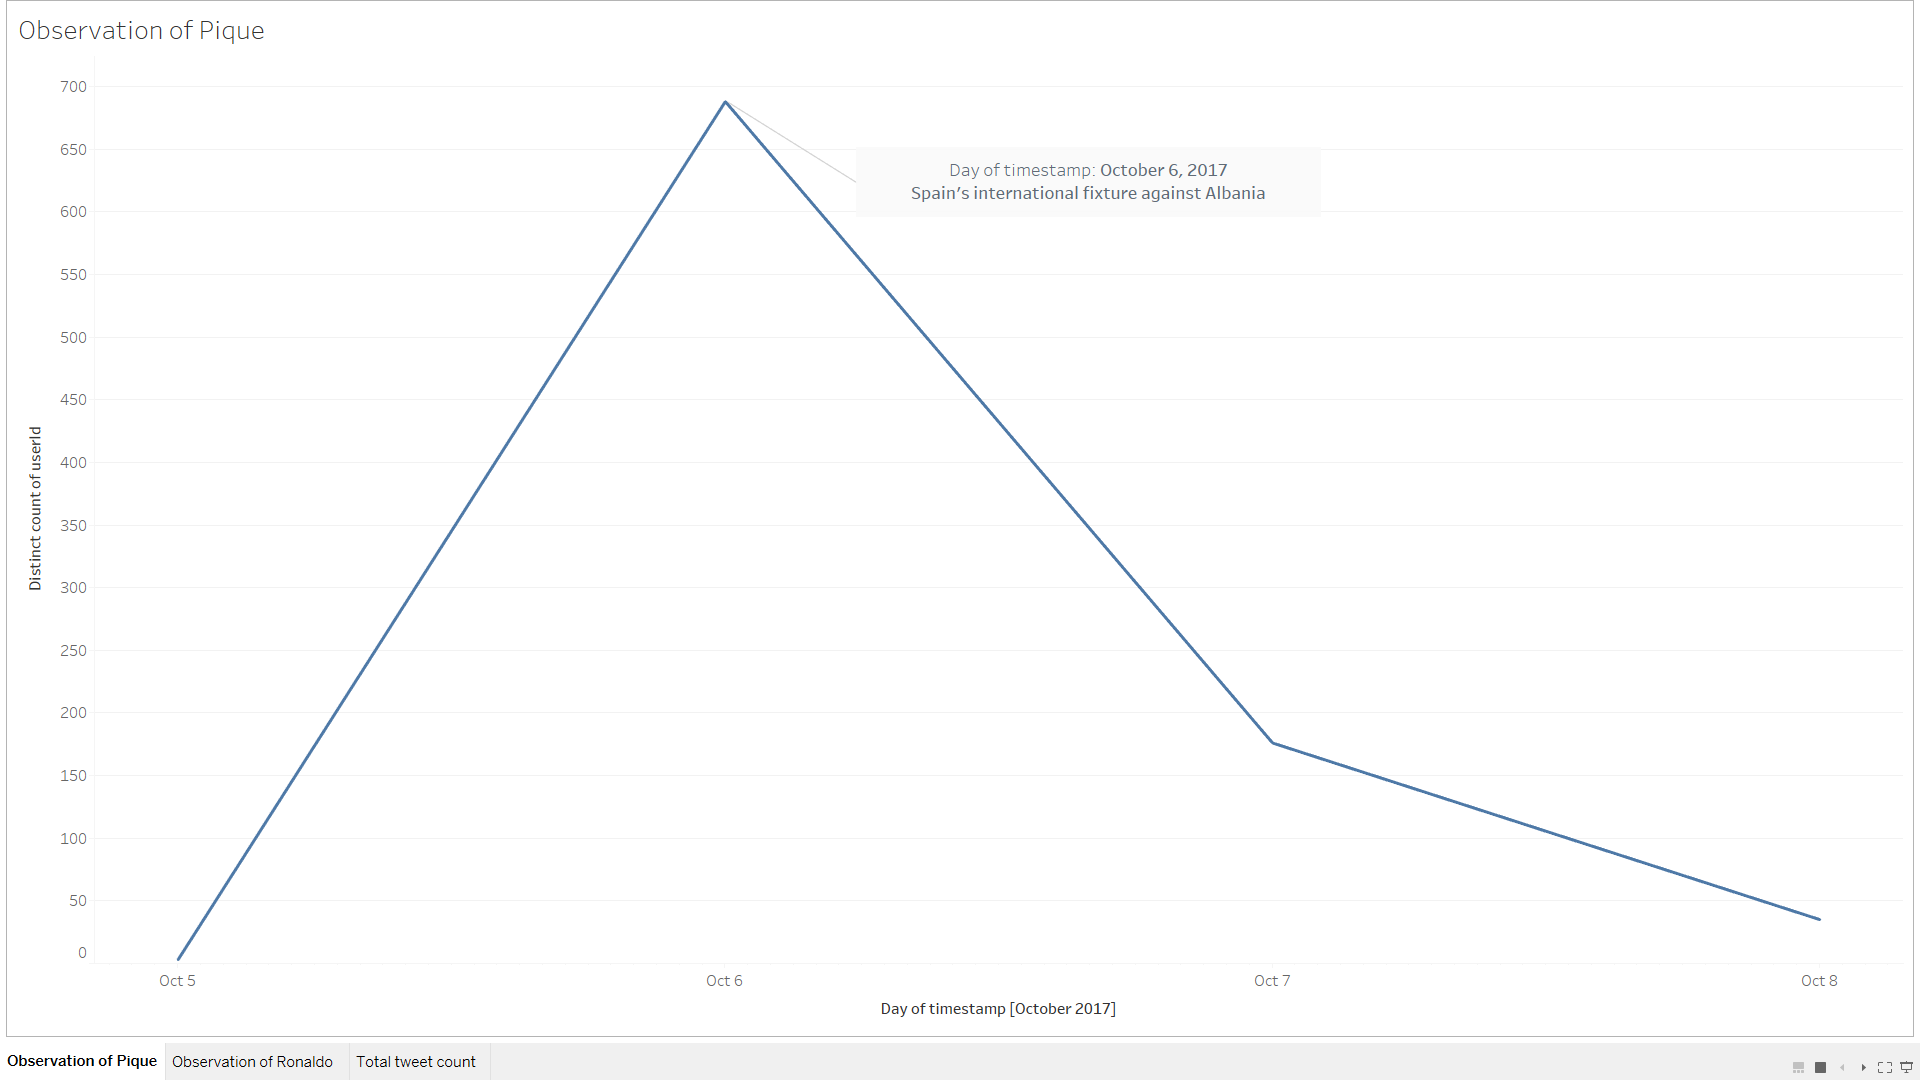 Observation of Pique
700
650
600
550
500
450
400
350
300
250
200
150
100
50
0
Distinct count of userId
Day of timestamp: October 6, 2017
Spain’s international fixture against Albania
Oct 5
Oct 6
Oct 7
Oct 8
Day of timestamp [October 2017]
Observation of Pique
Observation of Ronaldo
Total tweet count